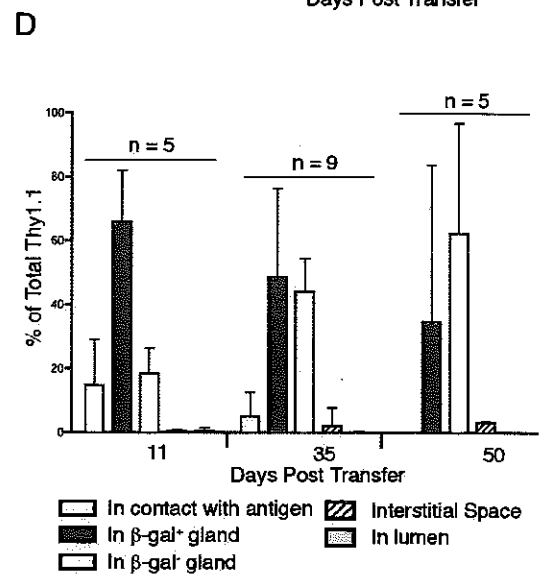 Days Post Transfer
D
n = 5
n = 9
n = 5
% of Total Thy1.1
100
80
60
40
20
0
11
35
50
Days Post Transfer
In contact with antigen
In β-gal⁺ gland
In β-gal⁻ gland
Interstitial Space
In lumen